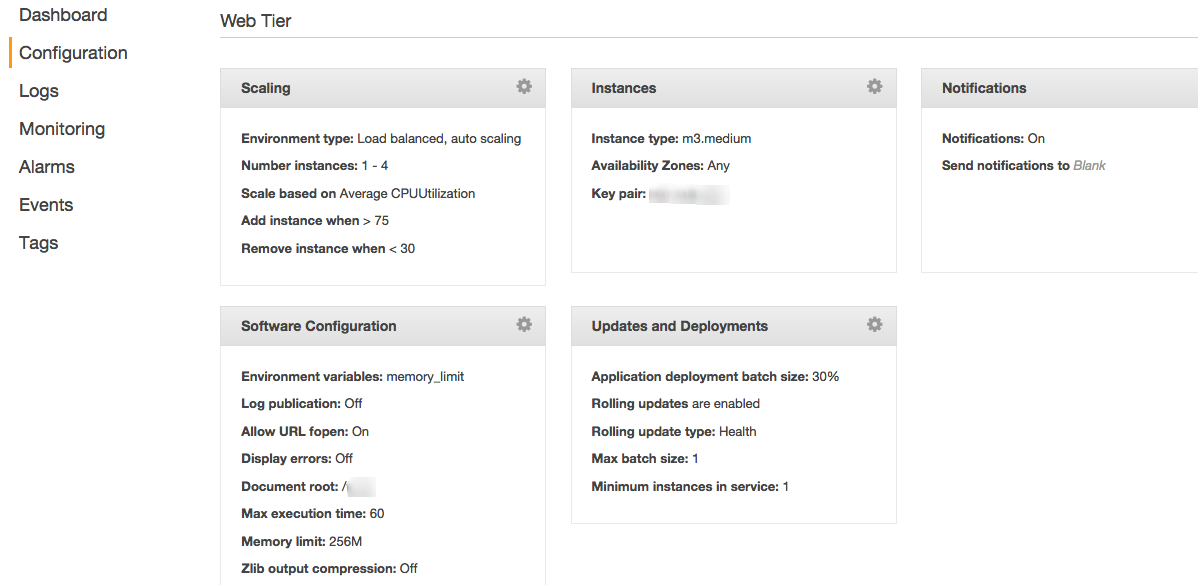 Dashboard
Configuration
Logs
Monitoring
Alarms
Events
Tags
Web Tier
Scaling
Environment type: Load balanced, auto scaling
Number instances: 1 - 4
Scale based on Average CPUUtilization
Add instance when > 75
Remove instance when < 30
Instances
Instance type: m3.medium
Availability Zones: Any
Key pair:
Notifications
Notifications: On
Send notifications to Blank
Software Configuration
Environment variables: memory_limit
Log publication: Off
Allow URL fopen: On
Display errors: Off
Document root: /
Max execution time: 60
Memory limit: 256M
Zlib output compression: Off
Updates and Deployments
Application deployment batch size: 30%
Rolling updates are enabled
Rolling update type: Health
Max batch size: 1
Minimum instances in service: 1